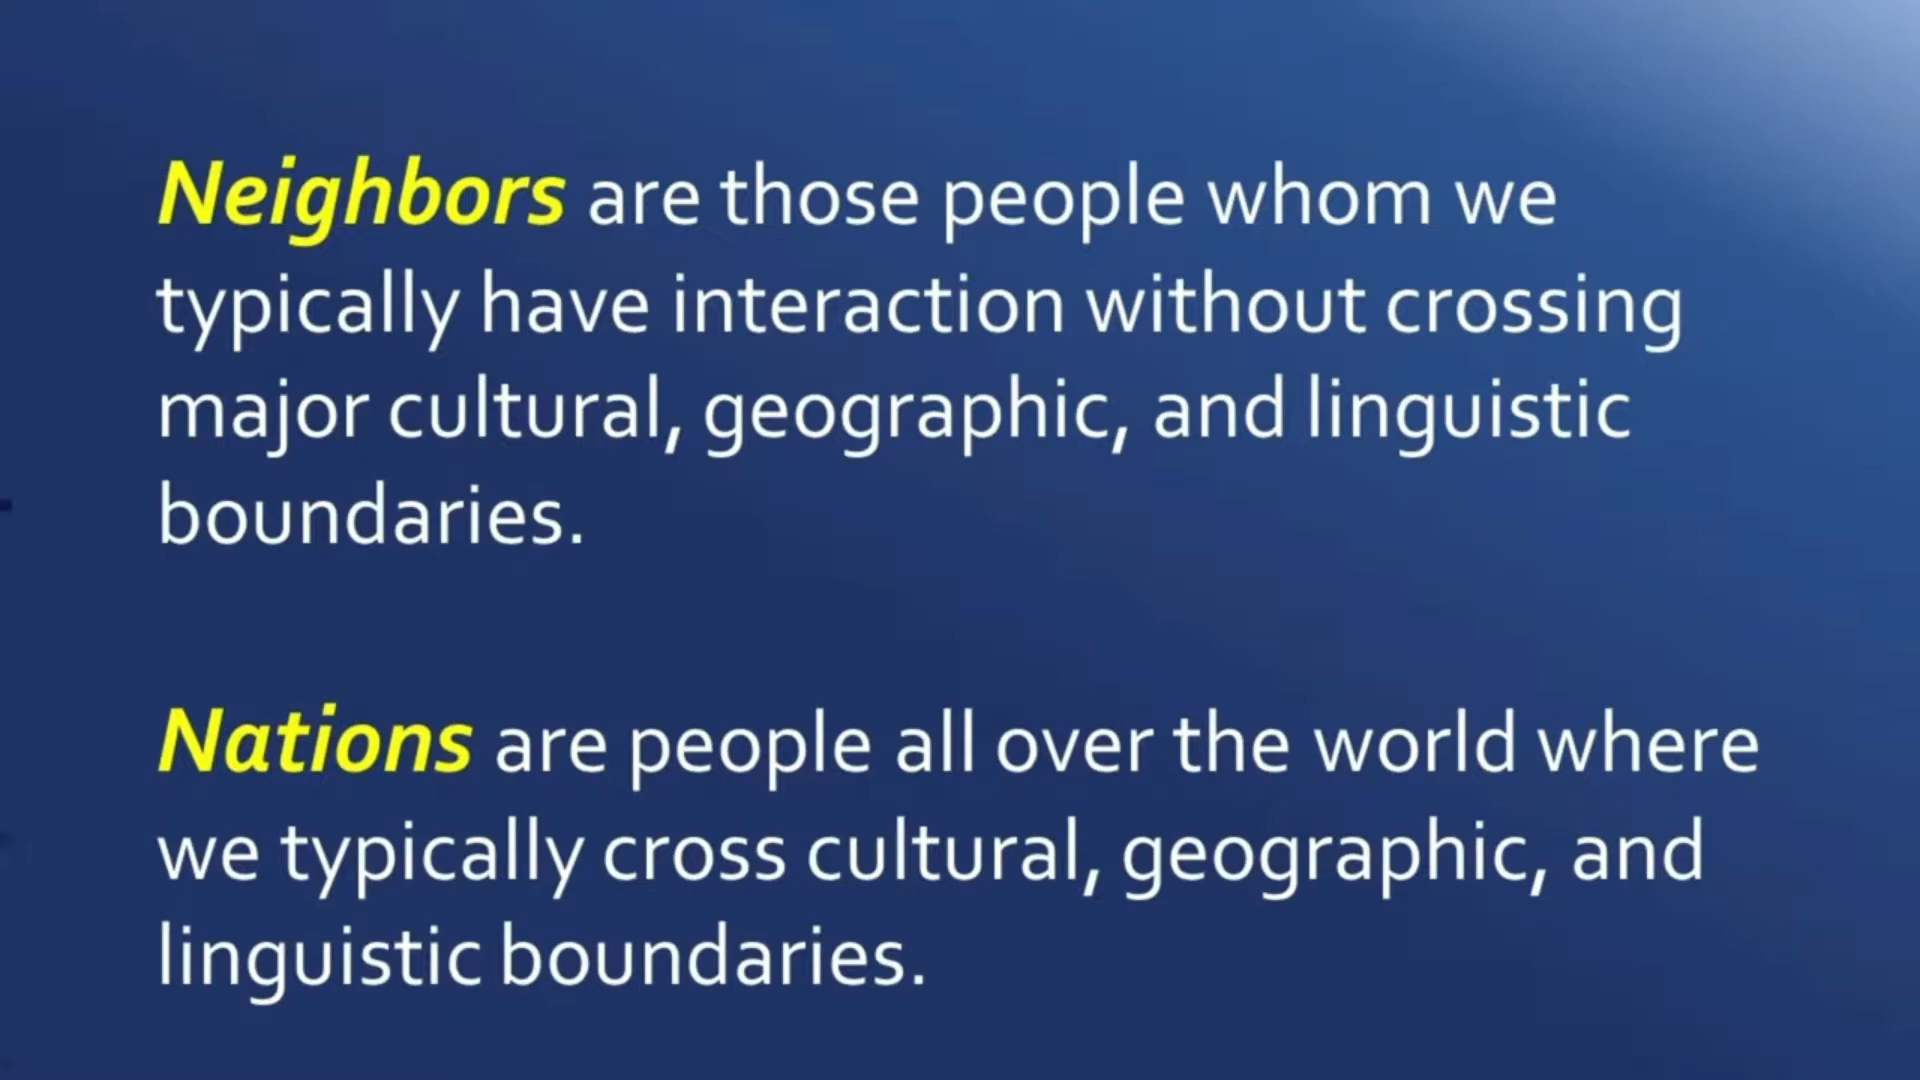 Neighbors are those people whom we
typically have interaction without crossing
major cultural, geographic, and linguistic
boundaries.
Nations are people all over the world where
we typically cross cultural, geographic, and
linguistic boundaries.